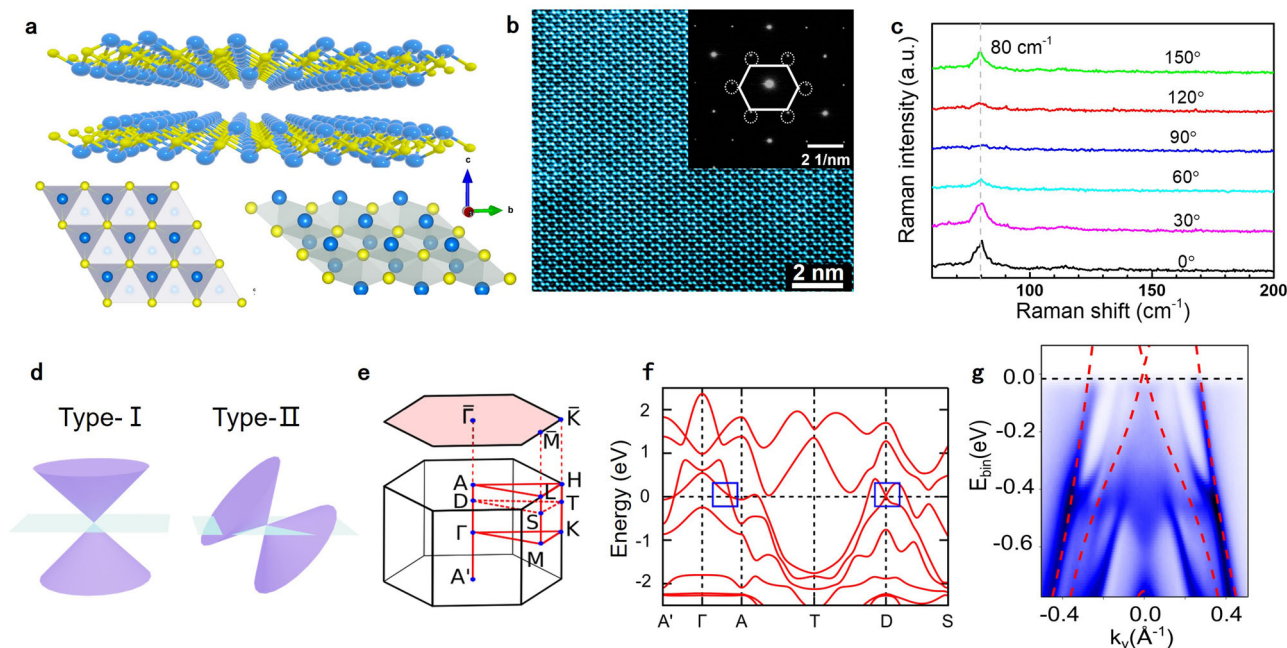 a
c
b
b
2 1/nm
2 nm
c
80 cm⁻¹
150°
120°
90°
60°
30°
0°
Raman intensity (a.u.)
100
150
200
Raman shift (cm⁻¹)
d
Type-Ⅰ
Type-Ⅱ
e
Γ̅
K̅
M̅
A
H
D
L
T
S
Γ
K
M
A'
f
Energy (eV)
2
1
0
-1
-2
A'
Γ
A
T
D
S
g
E_bin(eV)
0.0
-0.2
-0.4
-0.6
-0.4
0.0
0.4
k_y(Å⁻¹)